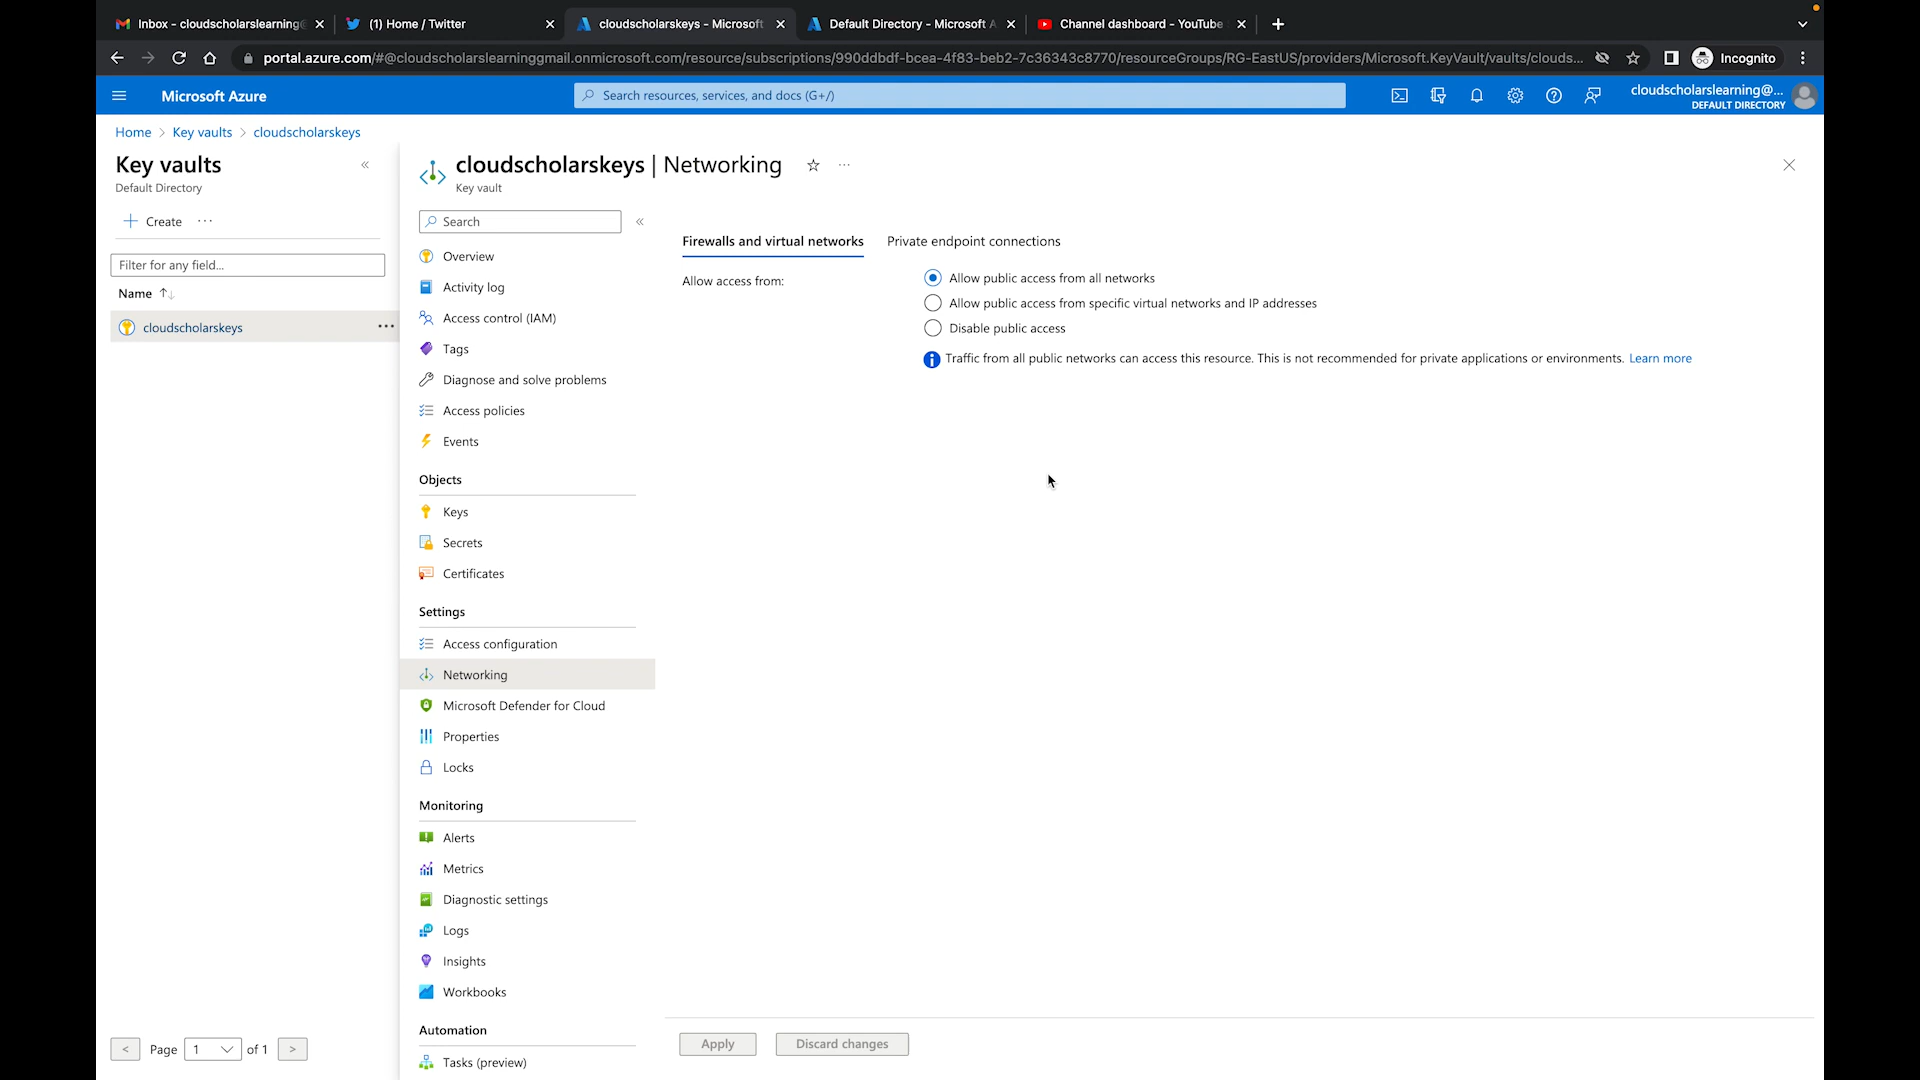 Inbox - cloudscholarslearning@
(1) Home / Twitter
cloudscholarskeys - Microsoft
Default Directory - Microsoft A
Channel dashboard - YouTube
portal.azure.com/#@cloudscholarslearninggmail.onmicrosoft.com/resource/subscriptions/990ddbdf-bcea-4f83-beb2-7c36343c8770/resourceGroups/RG-EastUS/providers/Microsoft.KeyVault/vaults/clouds...
Incognito
Microsoft Azure
Search resources, services, and docs (G+/)
cloudscholarslearning@...
DEFAULT DIRECTORY
Home > Key vaults > cloudscholarskeys
Key vaults
Default Directory
Create
Filter for any field...
Name
cloudscholarskeys
< Page 1 of 1 >
cloudscholarskeys | Networking
Key vault
Search
Overview
Activity log
Access control (IAM)
Tags
Diagnose and solve problems
Access policies
Events
Objects
Keys
Secrets
Certificates
Settings
Access configuration
Networking
Microsoft Defender for Cloud
Properties
Locks
Monitoring
Alerts
Metrics
Diagnostic settings
Logs
Insights
Workbooks
Automation
Tasks (preview)
Firewalls and virtual networks
Private endpoint connections
Allow access from:
Allow public access from all networks
Allow public access from specific virtual networks and IP addresses
Disable public access
Traffic from all public networks can access this resource. This is not recommended for private applications or environments. Learn more
Apply
Discard changes